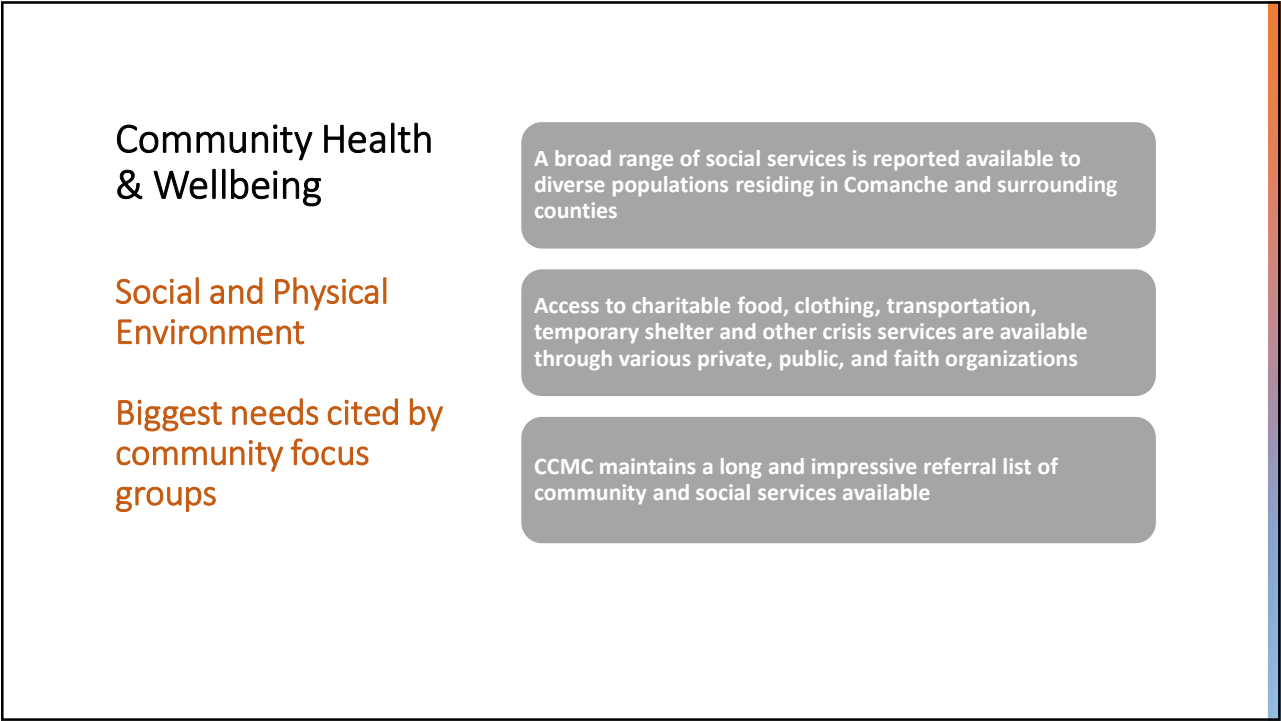 Community Health
& Wellbeing
Social and Physical
Environment
Biggest needs cited by
community focus
groups
A broad range of social services is reported available to
diverse populations residing in Comanche and surrounding
counties
Access to charitable food, clothing, transportation,
temporary shelter and other crisis services are available
through various private, public, and faith organizations
CCMC maintains a long and impressive referral list of
community and social services available